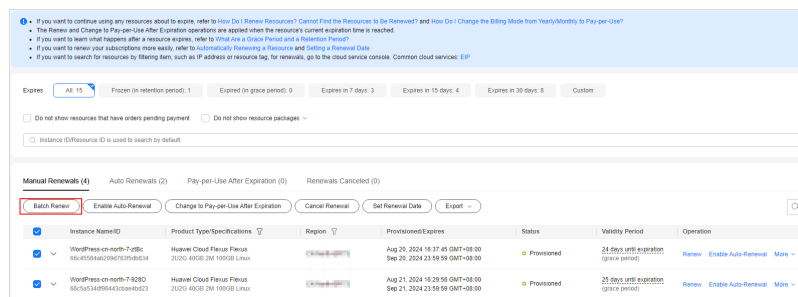 If you want to continue using any resources about to expire, refer to How Do I Renew Resources? Cannot Find the Resources to Be Renewed? and How Do I Change the Billing Mode from Yearly/Monthly to Pay-per-Use?
The Renew and Change to Pay-per-Use After Expiration operations are applied when the resource's current expiration time is reached.
If you want to learn what happens after a resource expires, refer to What Are a Grace Period and a Retention Period?
If you want to renew your subscriptions more easily, refer to Automatically Renewing a Resource and Setting a Renewal Date
If you want to search for resources by filtering item, such as IP address or resource tag, for renewals, go to the cloud service console. Common cloud services: EIP
Expires All: 15 Frozen (in retention period): 1 Expired (in grace period): 0 Expires in 7 days: 3 Expires in 15 days: 4 Expires in 30 days: 8 Custom
Do not show resources that have orders pending payment Do not show resource packages
Instance ID/Resource ID is used to search by default.
Manual Renewals (4) Auto Renewals (2) Pay-per-Use After Expiration (0) Renewals Canceled (0)
Batch Renew Enable Auto-Renewal Change to Pay-per-Use After Expiration Cancel Renewal Set Renewal Date Export
Instance Name/ID Product Type/Specifications Region Provisioned/Expires Status Validity Period Operation
WordPress-cn-north-7-ztBc Huawei Cloud Flexus Flexus Aug 20, 2024 16:37:45 GMT+08:00 Provisioned 24 days until expiration Renew Enable Auto-Renewal More
66c45564ab209d763f5db834 2U2G 40GB 2M 100GB Linux Sep 20, 2024 23:59:59 GMT+08:00 (grace period)
WordPress-cn-north-7-928O Huawei Cloud Flexus Flexus Aug 21, 2024 16:29:56 GMT+08:00 Provisioned 25 days until expiration Renew Enable Auto-Renewal More
66c5a534df96443cbae4bd23 2U2G 40GB 2M 100GB Linux Sep 21, 2024 23:59:59 GMT+08:00 (grace period)